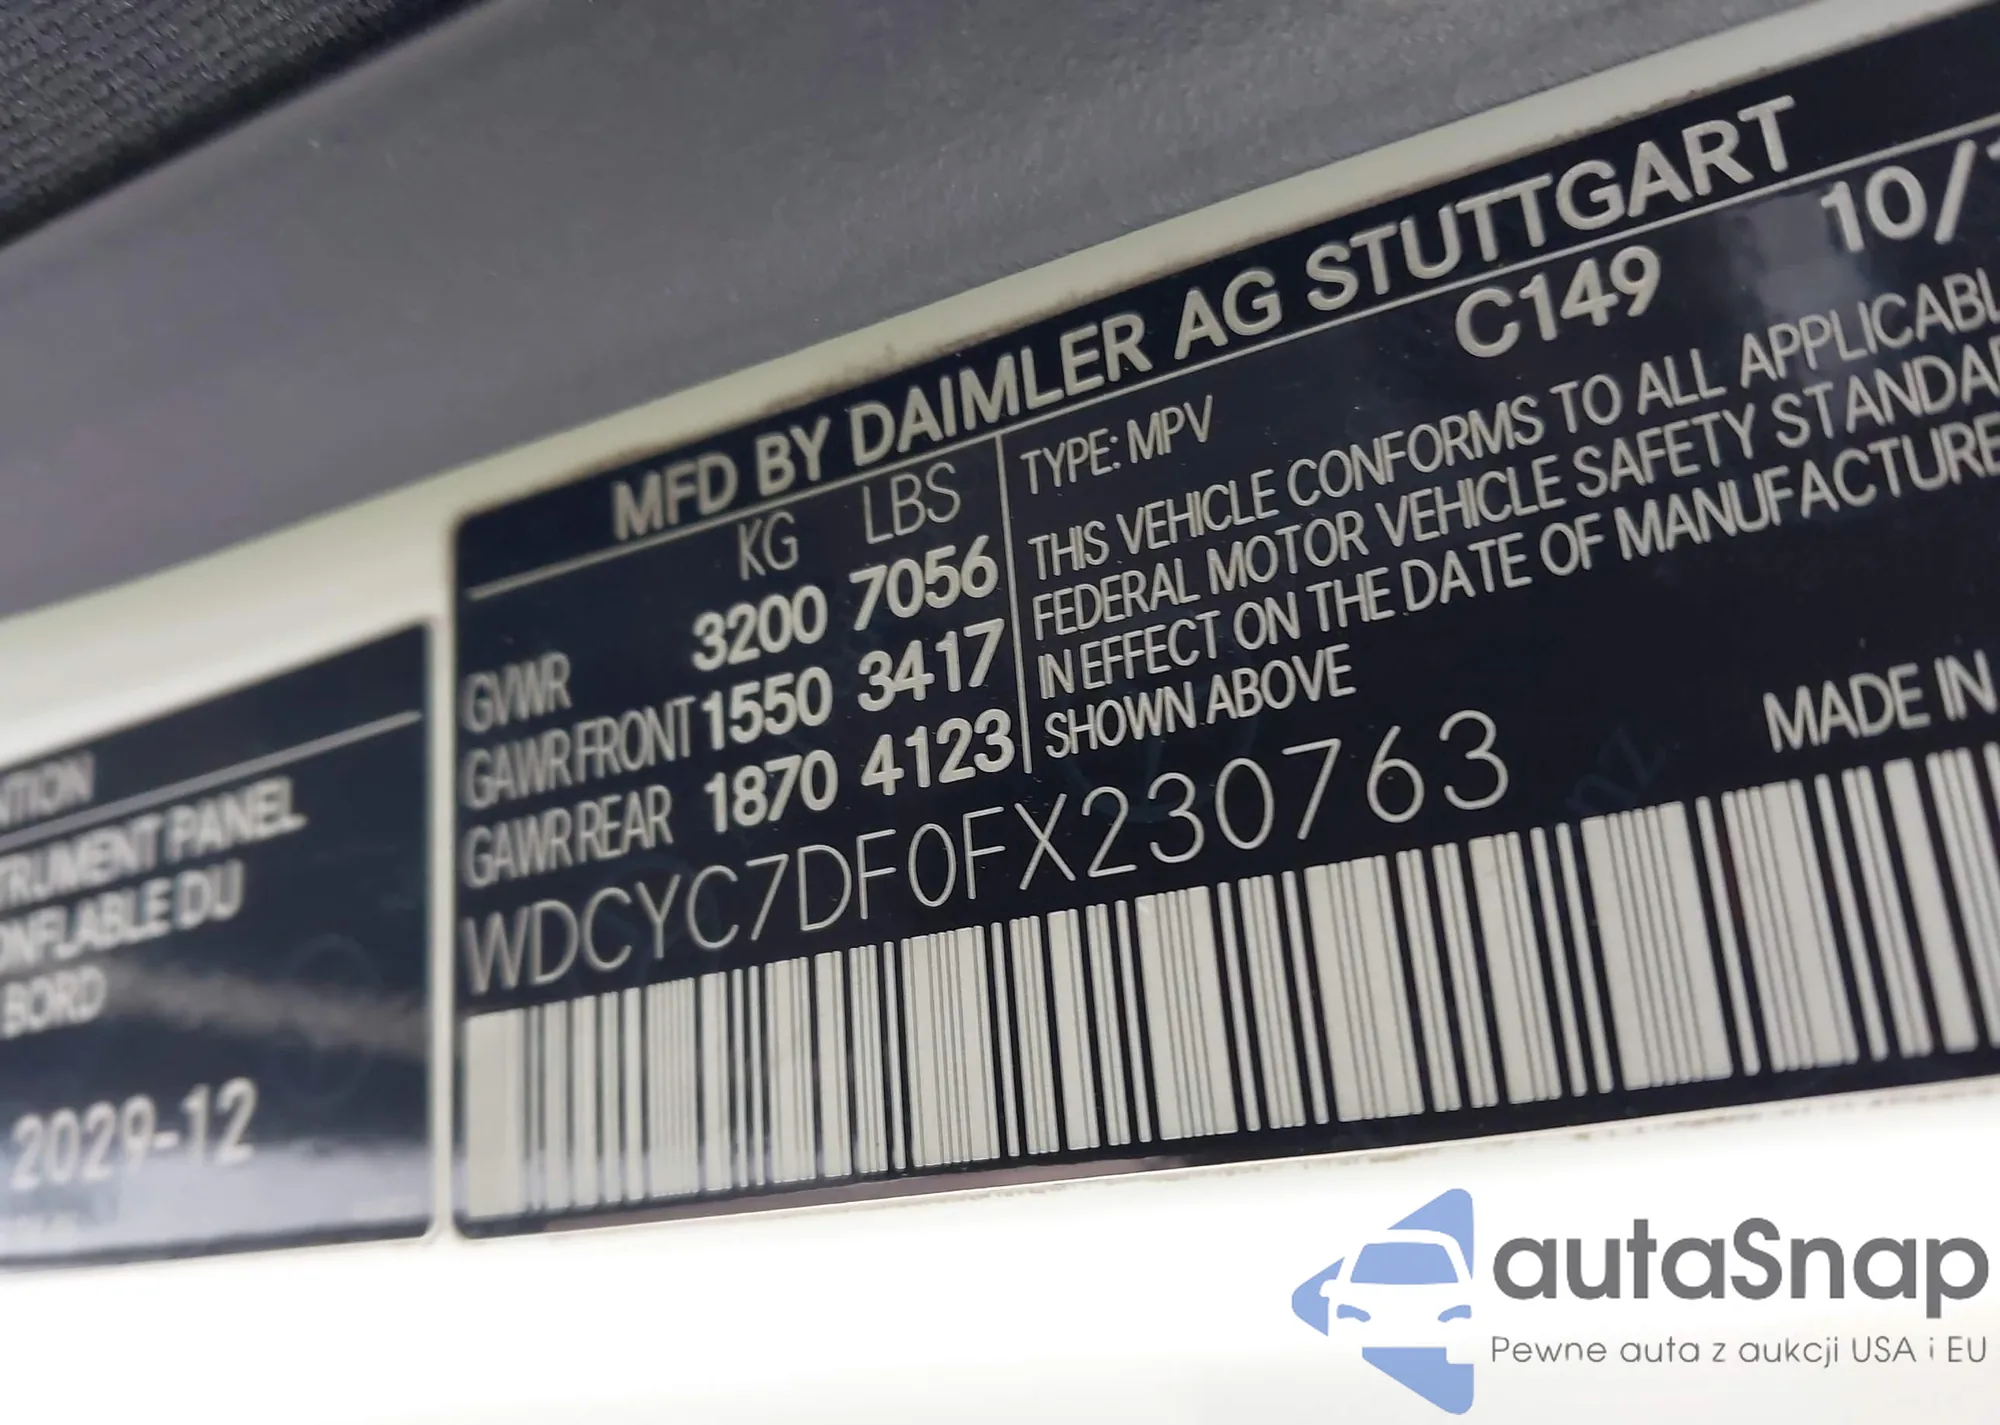 MFD BY DAIMLER AG STUTTGART
KG LBS
GVWR 3200 7056
GAWR FRONT 1550 3417
GAWR REAR 1870 4123
TYPE: MPV C149 10/
THIS VEHICLE CONFORMS TO ALL APPLICABL
FEDERAL MOTOR VEHICLE SAFETY STANDA
IN EFFECT ON THE DATE OF MANUFACTURE
SHOWN ABOVE
WDCYC7DF0FX230763
MADE IN
NTION
TRUMENT PANEL
ONFLABLE DU
BORD
2029-12
autaSnap
Pewne auta z aukcji USA i EU